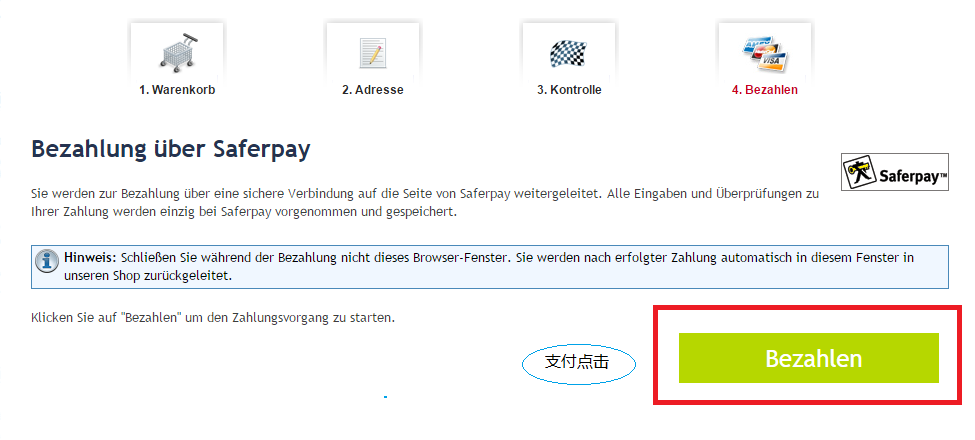 1. Warenkorb
2. Adresse
3. Kontrolle
4. Bezahlen
Bezahlung über Saferpay
Saferpay™
Sie werden zur Bezahlung über eine sichere Verbindung auf die Seite von Saferpay weitergeleitet. Alle Eingaben und Überprüfungen zu
Ihrer Zahlung werden einzig bei Saferpay vorgenommen und gespeichert.
Hinweis: Schließen Sie während der Bezahlung nicht dieses Browser-Fenster. Sie werden nach erfolgter Zahlung automatisch in diesem Fenster in
unseren Shop zurückgeleitet.
Klicken Sie auf "Bezahlen" um den Zahlungsvorgang zu starten.
支付点击
Bezahlen